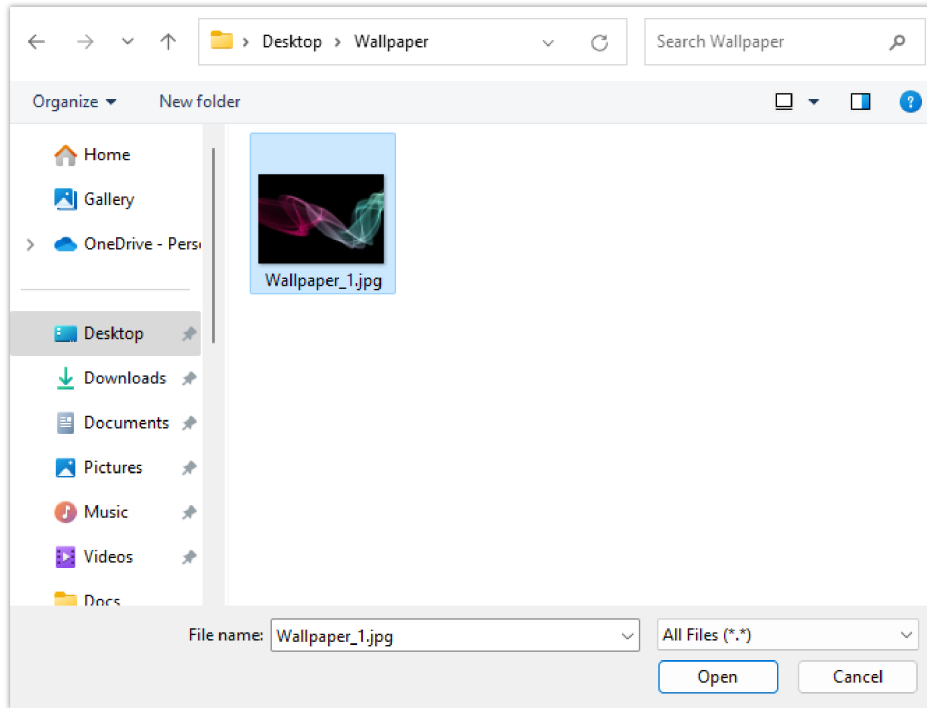 Desktop > Wallpaper
Search Wallpaper
Organize
New folder
?
Home
Gallery
OneDrive - Pers
Wallpaper_1.jpg
Desktop
Downloads
Documents
Pictures
Music
Videos
Docs
File name: Wallpaper_1.jpg
All Files (*.*)
Open
Cancel